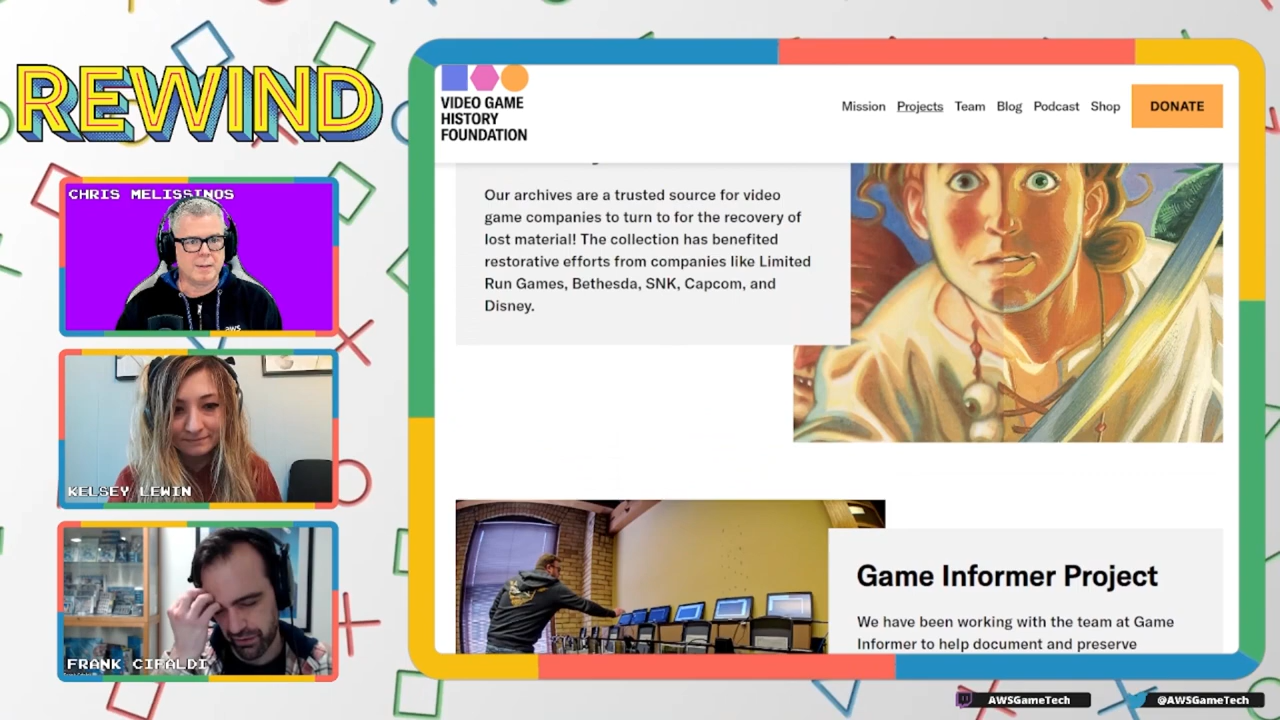 REWIND
CHRIS MELISSINOS
aws
KELSEY LEWIN
FRANK CIFALDI
VIDEO GAME
HISTORY
FOUNDATION
Mission Projects Team Blog Podcast Shop DONATE
Our archives are a trusted source for video
game companies to turn to for the recovery of
lost material! The collection has benefited
restorative efforts from companies like Limited
Run Games, Bethesda, SNK, Capcom, and
Disney.
Game Informer Project
We have been working with the team at Game
Informer to help document and preserve
AWSGameTech @AWSGameTech